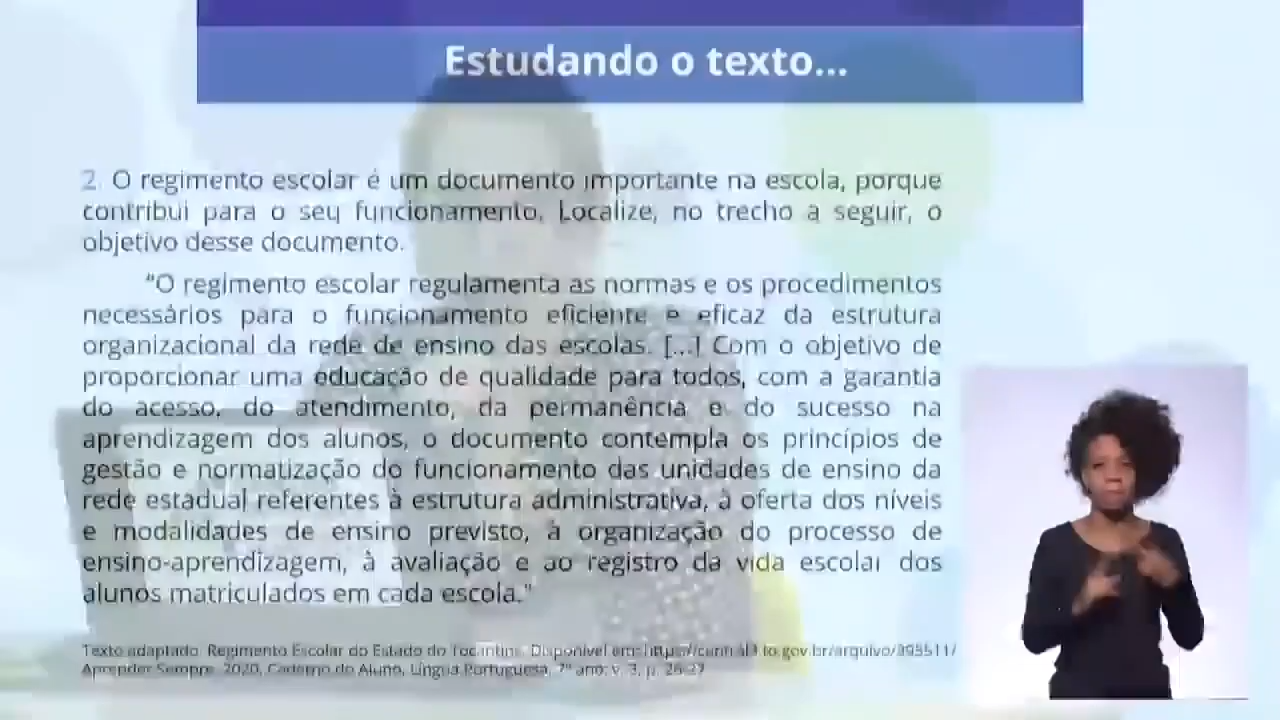 Estudando o texto...
2. O regimento escolar é um documento importante na escola, porque
contribui para o seu funcionamento. Localize, no trecho a seguir, o
objetivo desse documento.
“O regimento escolar regulamenta as normas e os procedimentos
necessários para o funcionamento eficiente e eficaz da estrutura
organizacional da rede de ensino das escolas. [...] Com o objetivo de
proporcionar uma educação de qualidade para todos, com a garantia
do acesso, do atendimento, da permanência e do sucesso na
aprendizagem dos alunos, o documento contempla os princípios de
gestão e normatização do funcionamento das unidades de ensino da
rede estadual referentes à estrutura administrativa, à oferta dos níveis
e modalidades de ensino previsto, à organização do processo de
ensino-aprendizagem, à avaliação e ao registro da vida escolar dos
alunos matriculados em cada escola."
Texto adaptado. Regimento Escolar do Estado do Tocantins. Disponível em:
Aprender Sempre, 2020, Caderno do Aluno, Língua Portuguesa, 7º ano, v. 3, p. 26-27